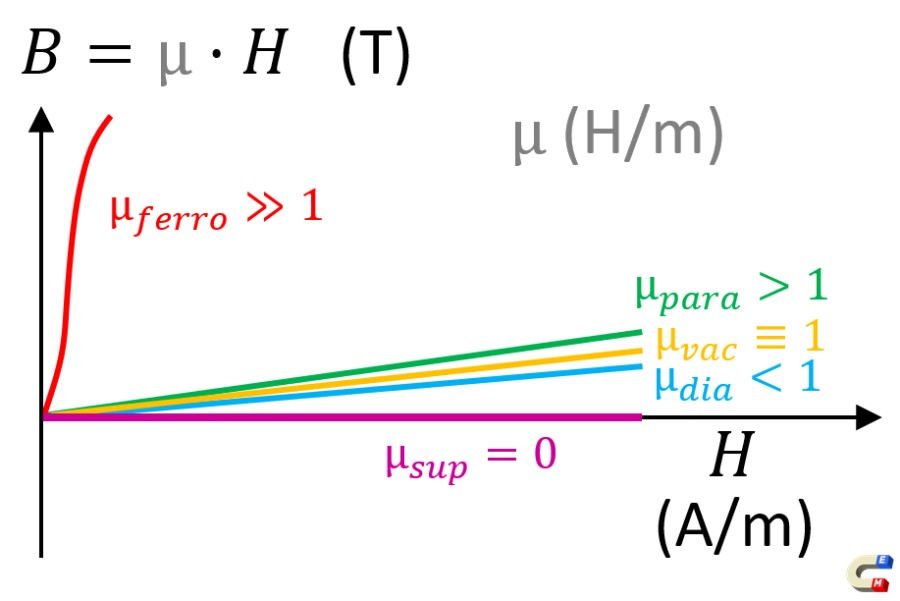 B = μ · H (T)
μ (H/m)
μ_ferro ≫ 1
μ_para > 1
μ_vac ≡ 1
μ_dia < 1
μ_sup = 0
H
(A/m)
E
H